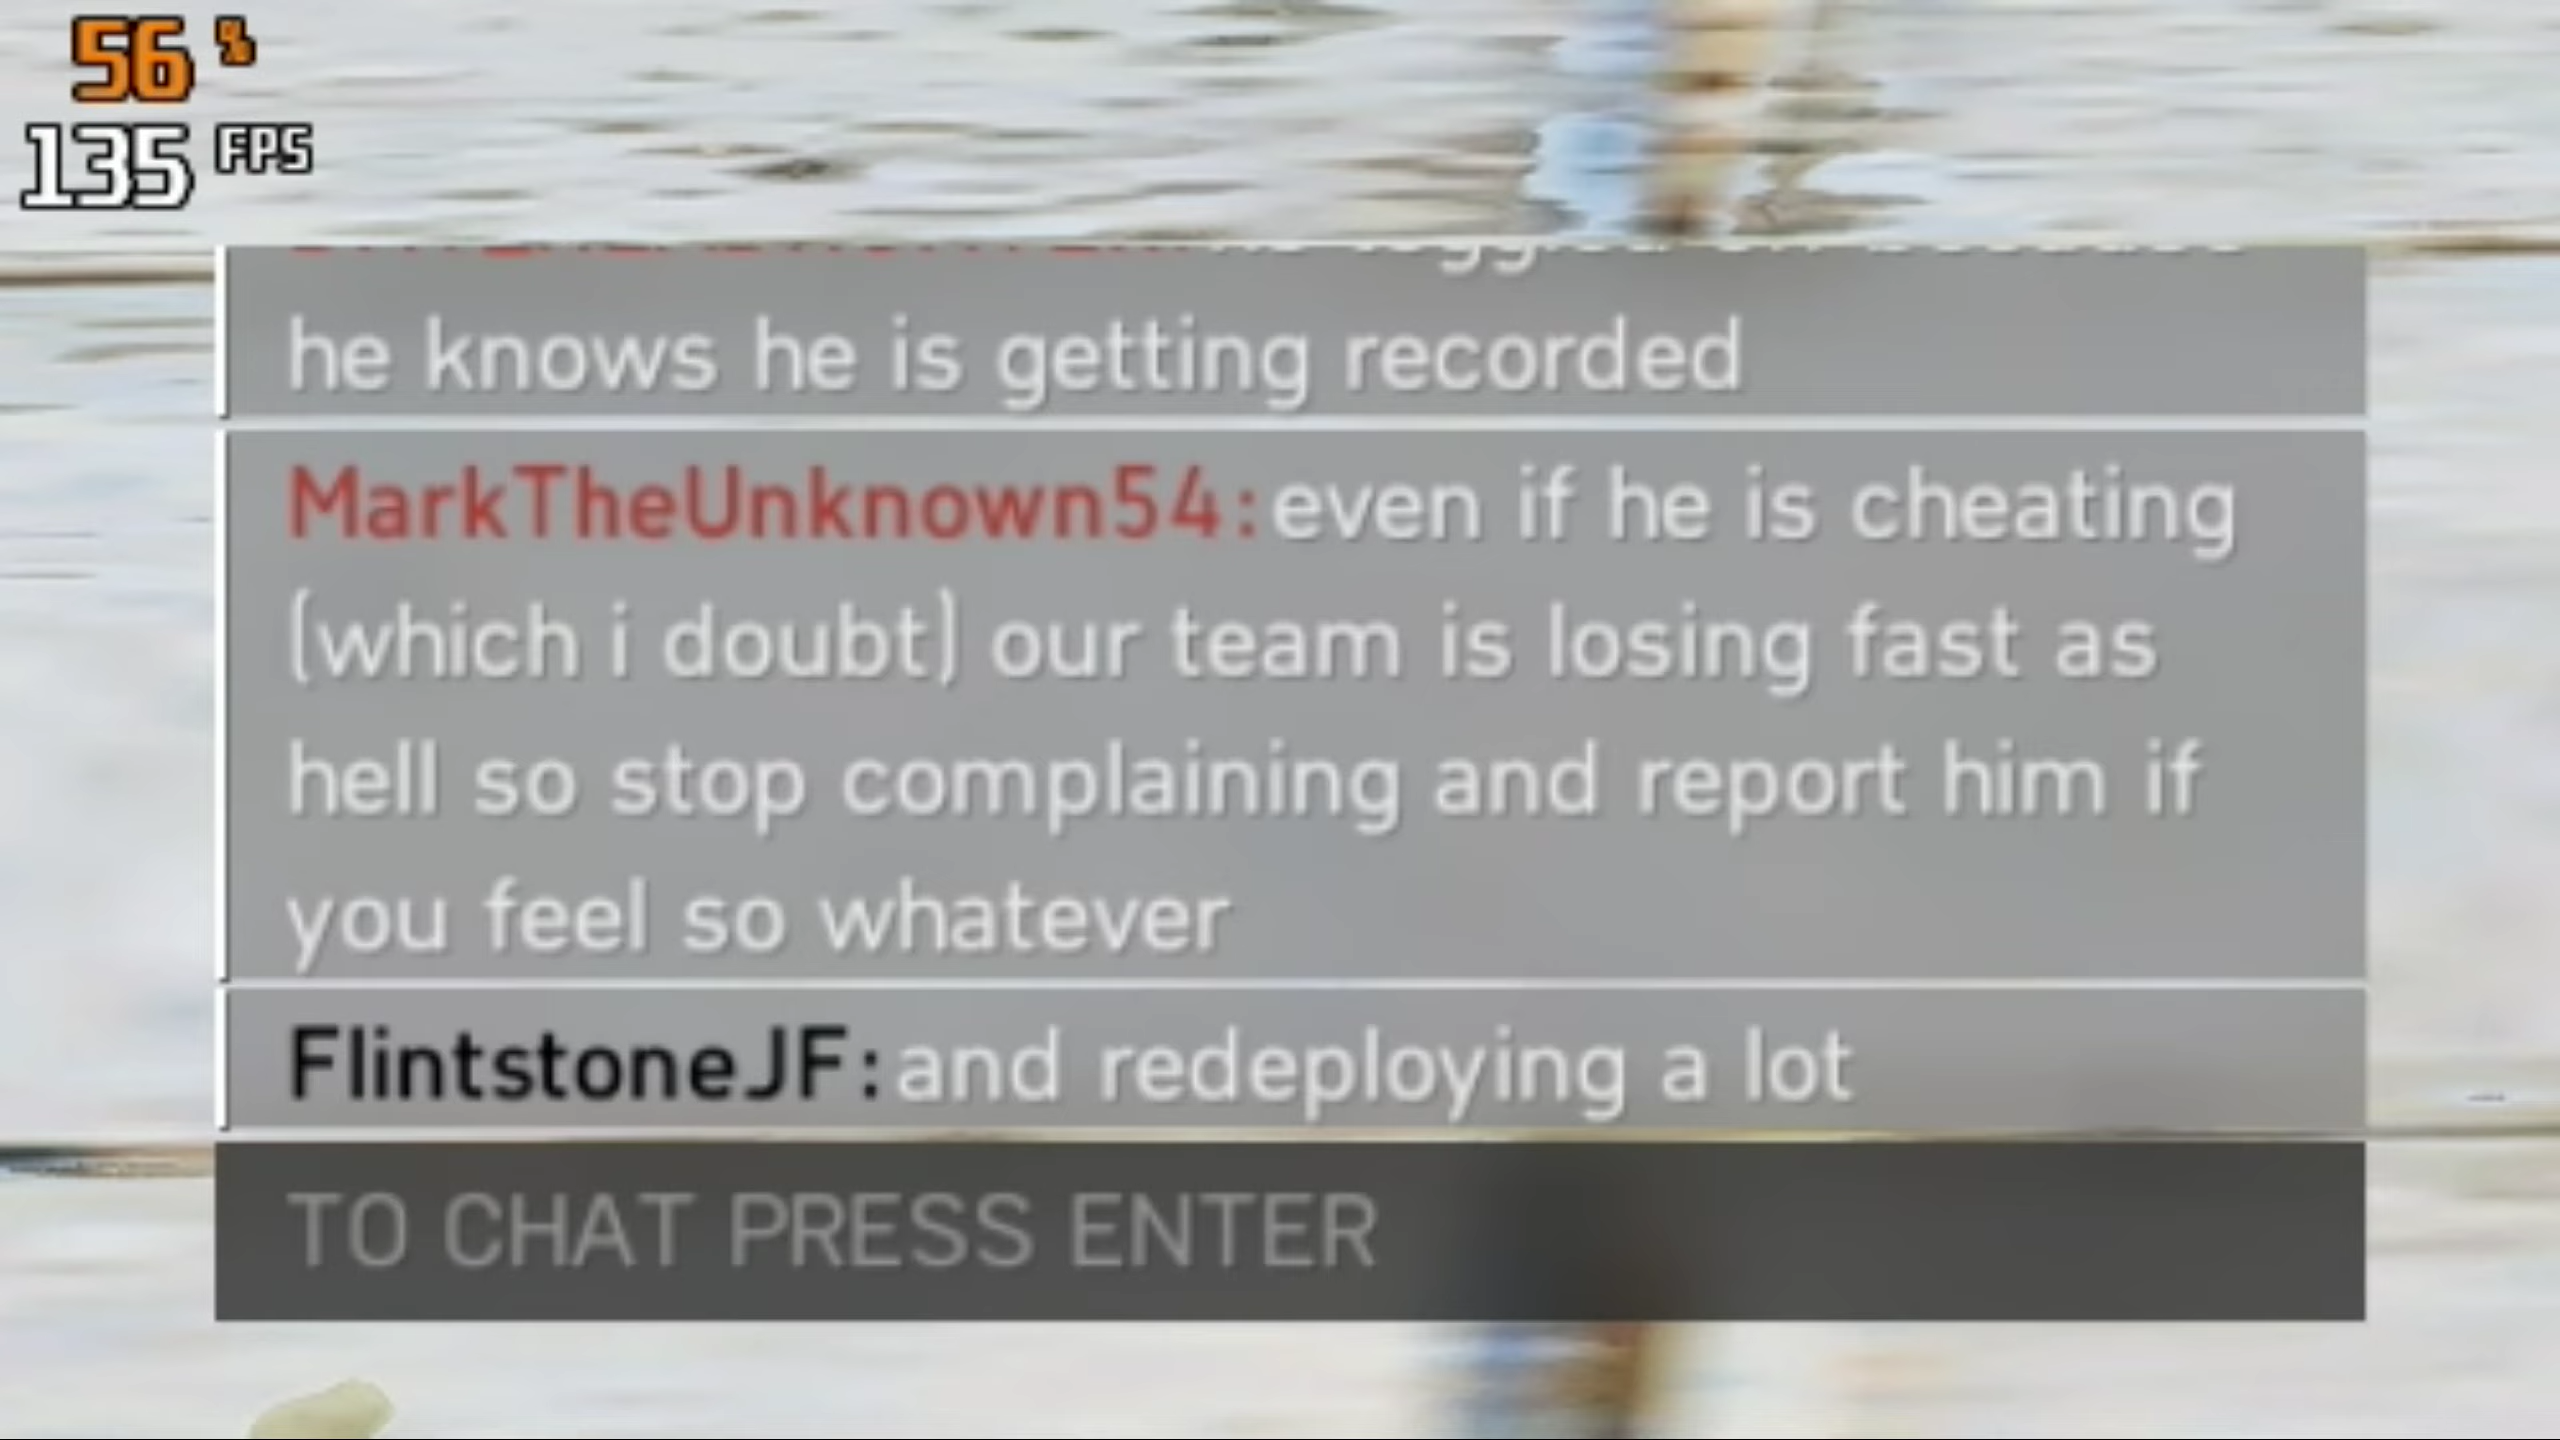 56 %
135 FPS
he knows he is getting recorded
MarkTheUnknown54: even if he is cheating
(which i doubt) our team is losing fast as
hell so stop complaining and report him if
you feel so whatever
FlintstoneJF: and redeploying a lot
TO CHAT PRESS ENTER